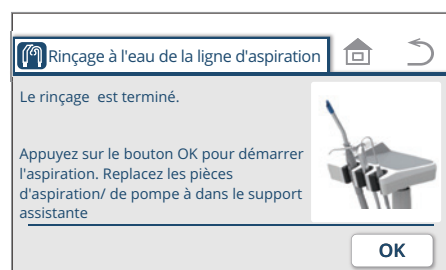 Rinçage à l'eau de la ligne d'aspiration
Le rinçage est terminé.
Appuyez sur le bouton OK pour démarrer
l'aspiration. Replacez les pièces
d'aspiration/ de pompe à dans le support
assistante
OK